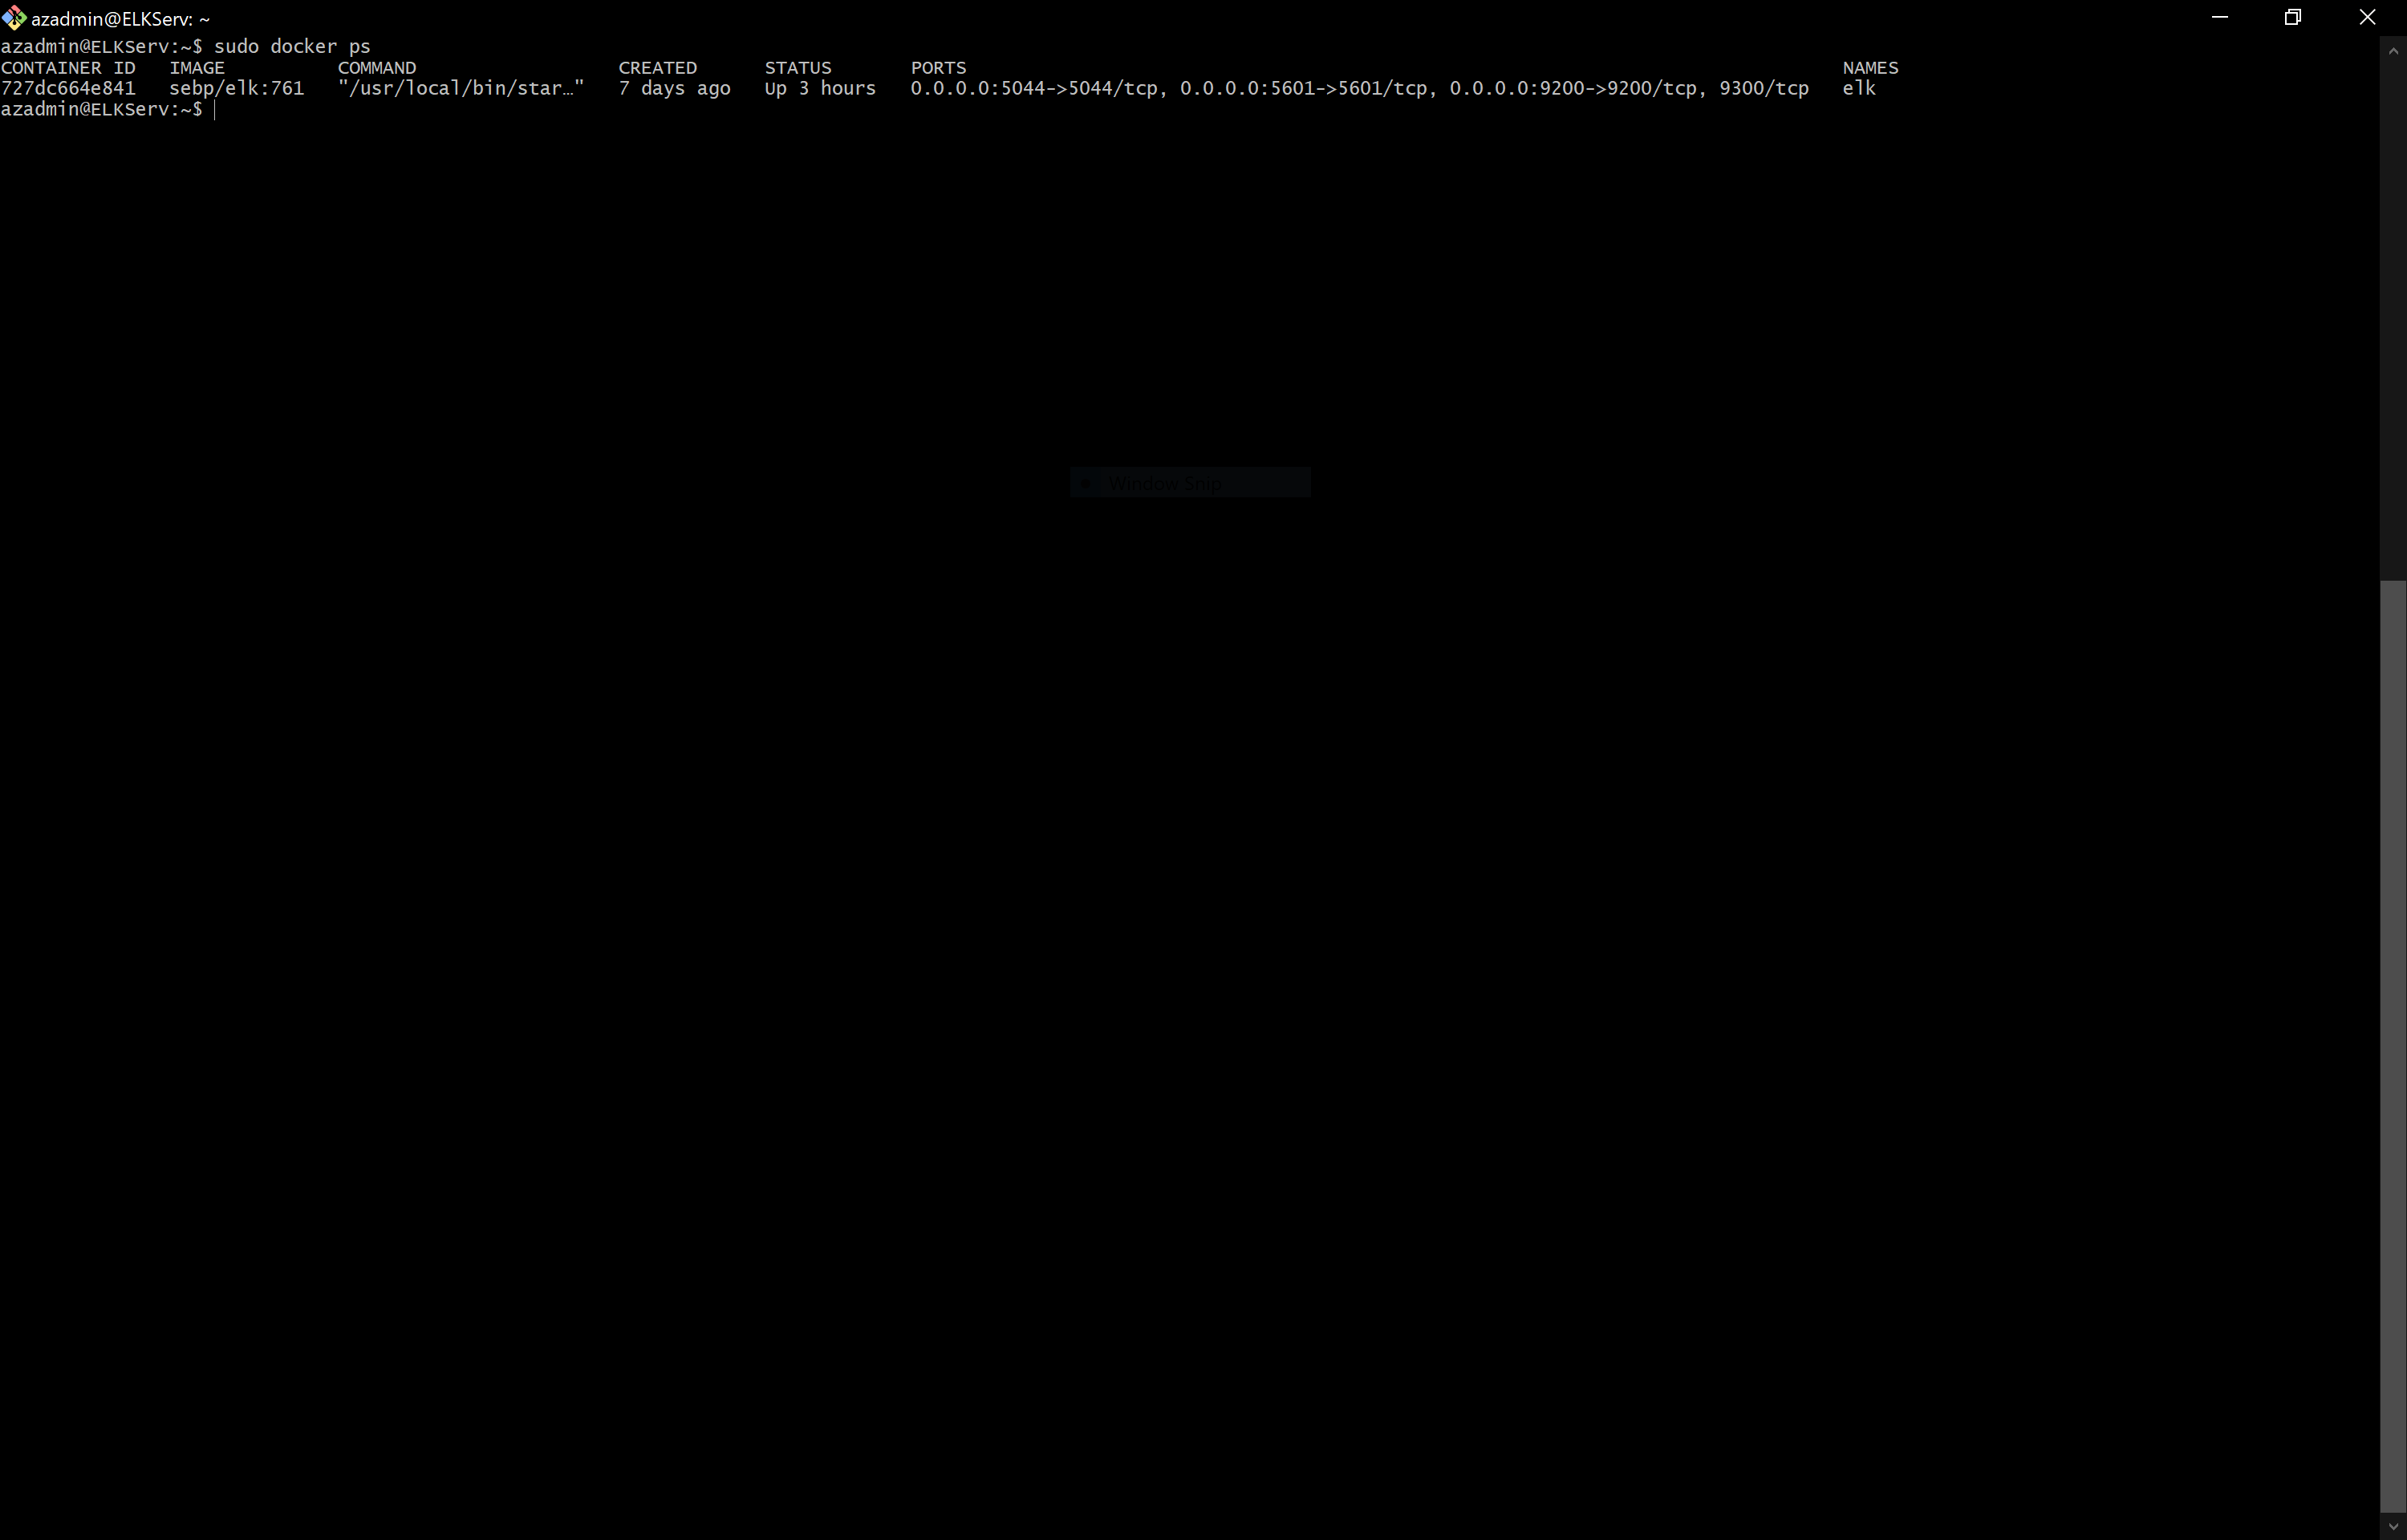 azadmin@ELKServ: ~
azadmin@ELKServ:~$ sudo docker ps
CONTAINER ID   IMAGE          COMMAND                  CREATED      STATUS       PORTS                                                                              NAMES
727dc664e841   sebp/elk:761   "/usr/local/bin/star…"   7 days ago   Up 3 hours   0.0.0.0:5044->5044/tcp, 0.0.0.0:5601->5601/tcp, 0.0.0.0:9200->9200/tcp, 9300/tcp   elk
azadmin@ELKServ:~$
Window Snip